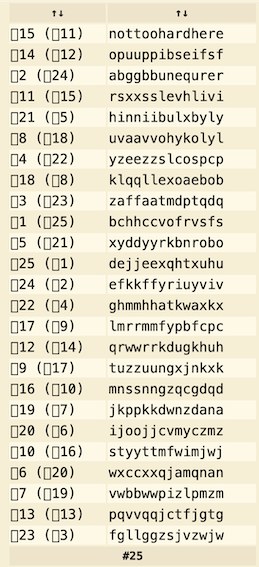 ↑↓ ↑↓
▯15 (▯11) nottoohardhere
▯14 (▯12) opuuppibseifsf
▯2 (▯24) abggbbunequrer
▯11 (▯15) rsxxsslevhlivi
▯21 (▯5) hinniibulxbyly
▯8 (▯18) uvaavvohykolyl
▯4 (▯22) yzeezzslcospcp
▯18 (▯8) klqqllexoaebob
▯3 (▯23) zaffaatmdptqdq
▯1 (▯25) bchhccvofrvsfs
▯5 (▯21) xyddyyrkbnrobo
▯25 (▯1) dejjeexqhtxuhu
▯24 (▯2) efkkffyriuyviv
▯22 (▯4) ghmmhhatkwaxkx
▯17 (▯9) lmrrmmfypbfcpc
▯12 (▯14) qrwwrrkdugkhuh
▯9 (▯17) tuzzuungxjnkxk
▯16 (▯10) mnssnngzqcgdqd
▯19 (▯7) jkppkkdwnzdana
▯20 (▯6) ijoojjcvmyczmz
▯10 (▯16) styyttmfwimjwj
▯6 (▯20) wxccxxqjamqnan
▯7 (▯19) vwbbwwpizlpmzm
▯13 (▯13) pqvvqqjctfjgtg
▯23 (▯3) fgllggzsjvzwjw
#25